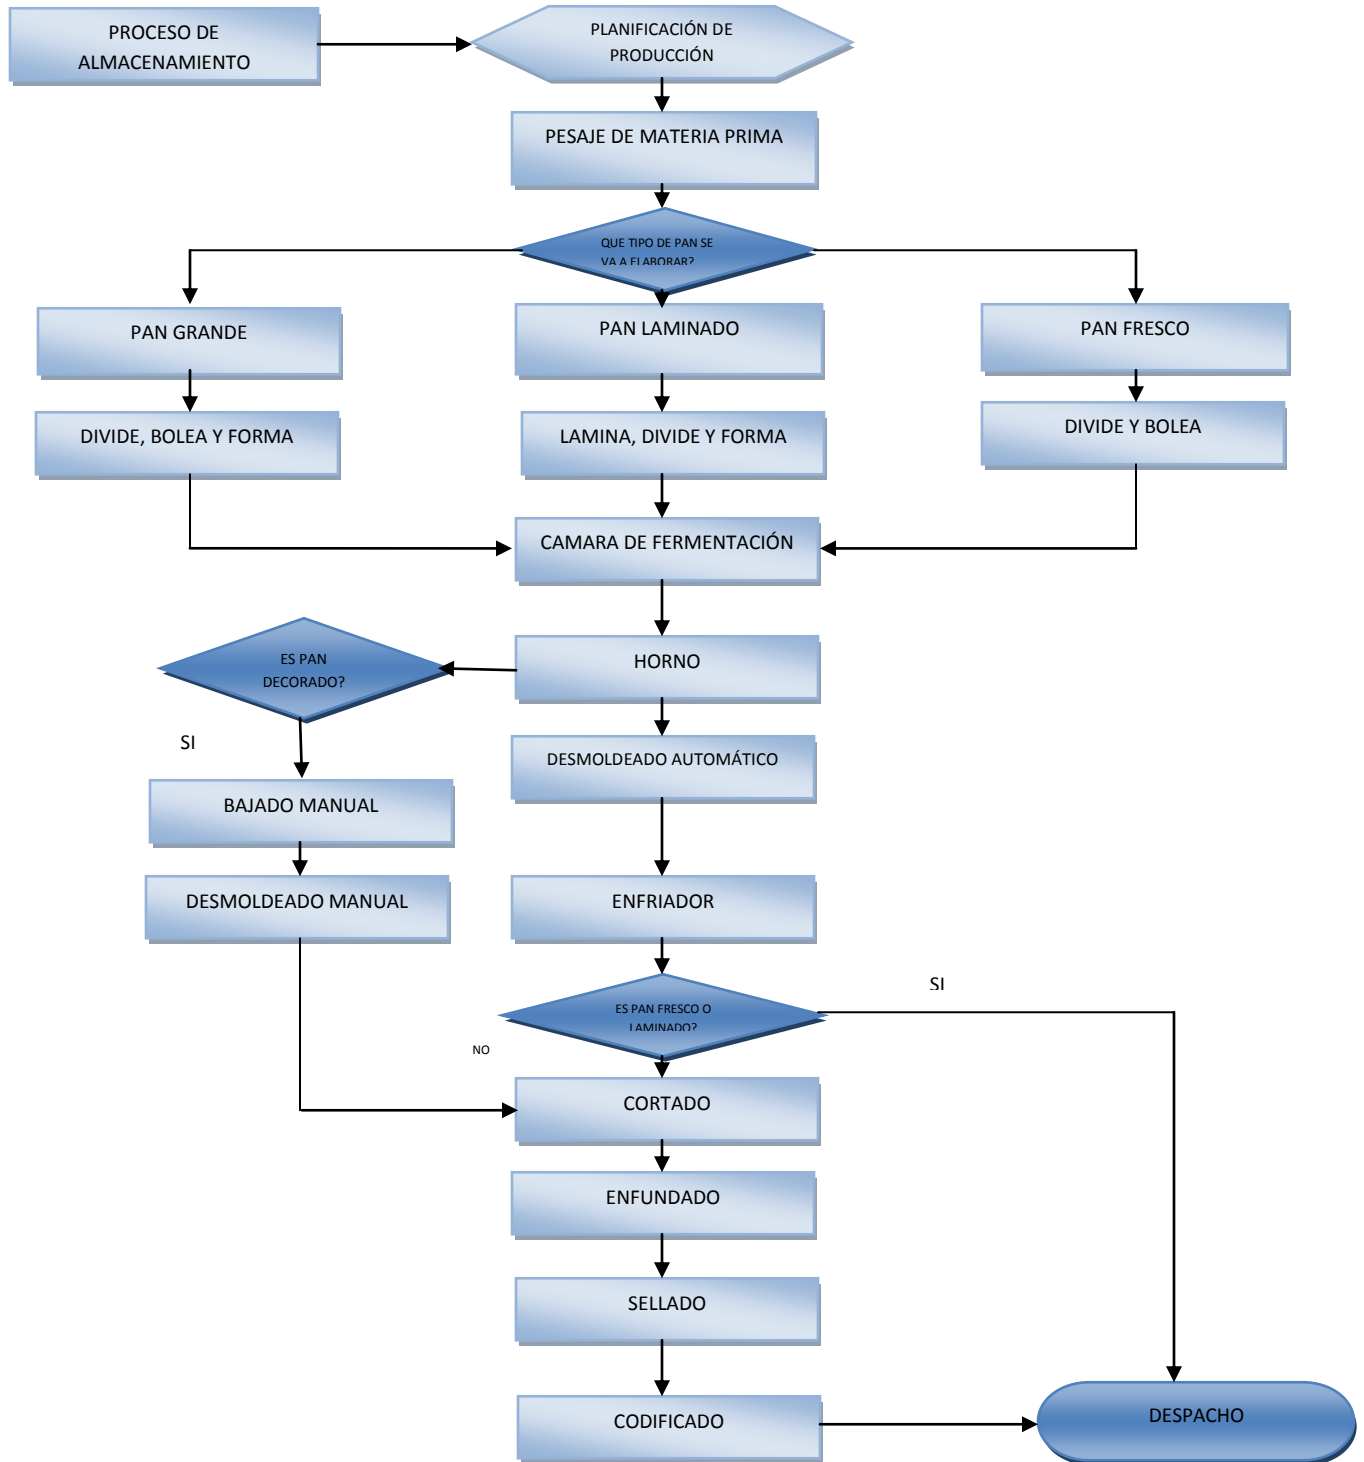 PROCESO DE
ALMACENAMIENTO
PLANIFICACIÓN DE
PRODUCCIÓN
PESAJE DE MATERIA PRIMA
QUE TIPO DE PAN SE
VA A ELABORAR?
PAN GRANDE
PAN LAMINADO
PAN FRESCO
DIVIDE, BOLEA Y FORMA
LAMINA, DIVIDE Y FORMA
DIVIDE Y BOLEA
CAMARA DE FERMENTACIÓN
HORNO
ES PAN
DECORADO?
SI
DESMOLDEADO AUTOMÁTICO
BAJADO MANUAL
DESMOLDEADO MANUAL
ENFRIADOR
ES PAN FRESCO O
LAMINADO?
SI
NO
CORTADO
ENFUNDADO
SELLADO
CODIFICADO
DESPACHO